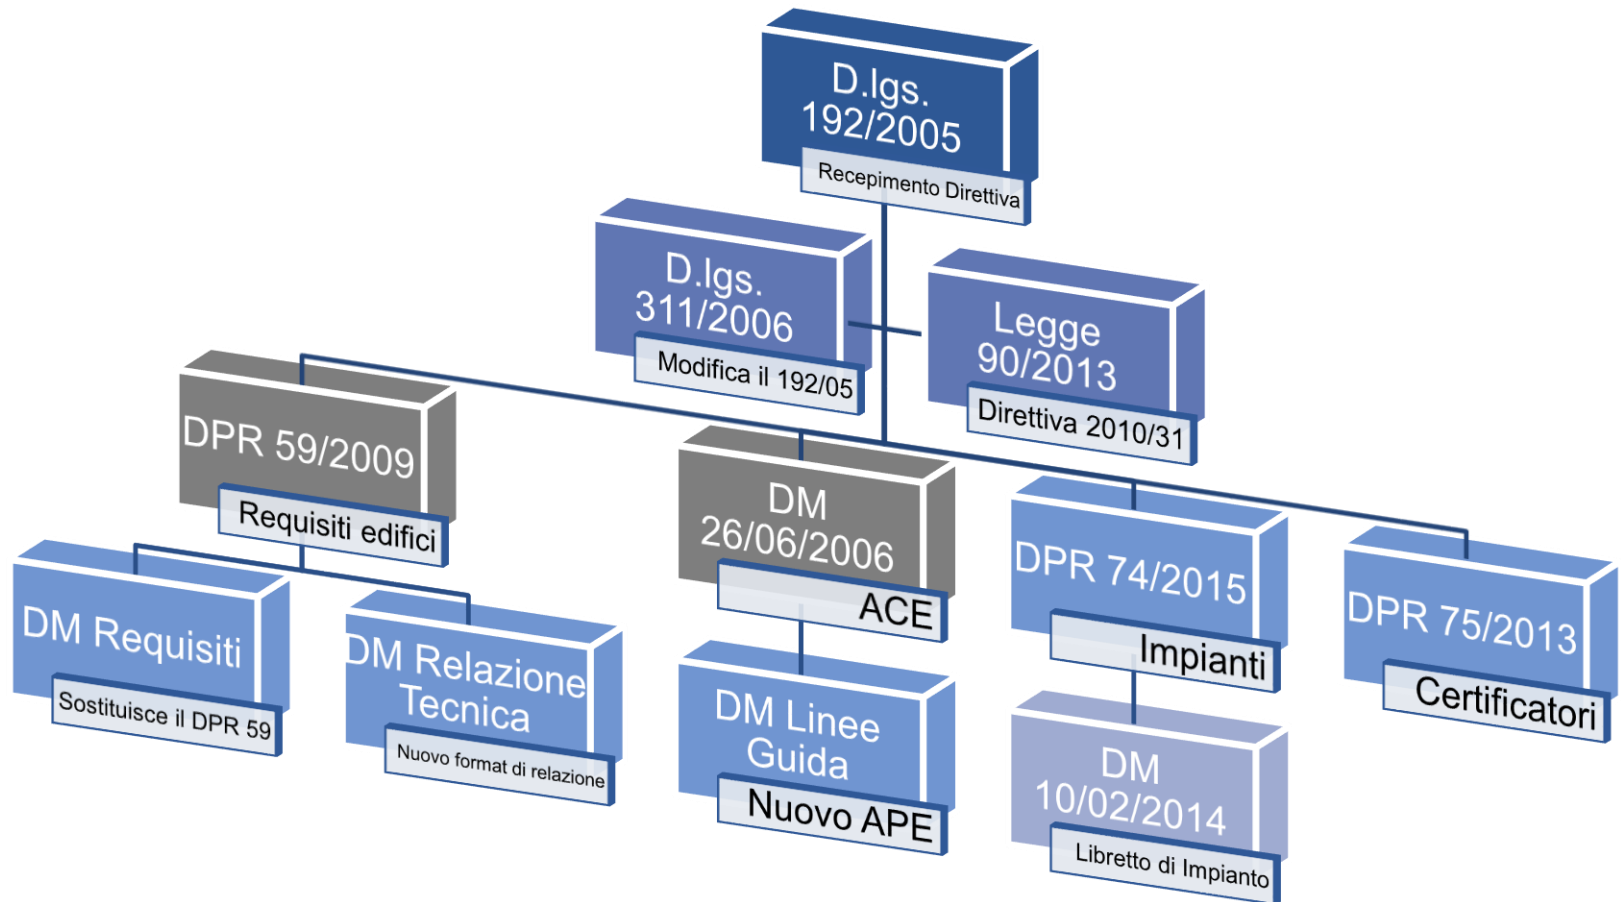 D.lgs.
192/2005
Recepimento Direttiva
D.lgs.
311/2006
Modifica il 192/05
Legge
90/2013
Direttiva 2010/31
DPR 59/2009
Requisiti edifici
DM
26/06/2006
ACE
DPR 74/2015
Impianti
DPR 75/2013
Certificatori
DM Requisiti
Sostituisce il DPR 59
DM Relazione
Tecnica
Nuovo format di relazione
DM Linee
Guida
Nuovo APE
DM
10/02/2014
Libretto di Impianto